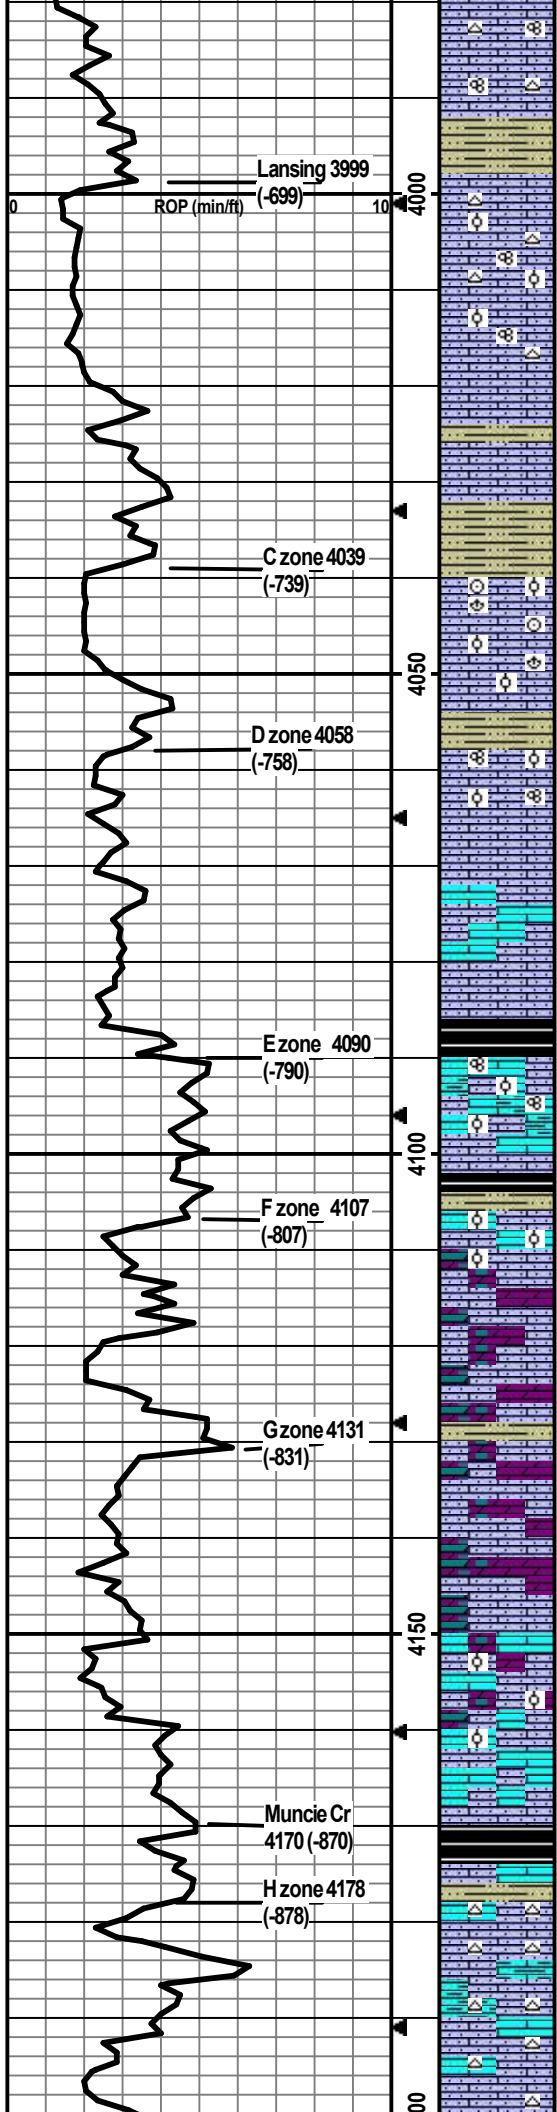 Lansing 3999
(-699)
4000
0 ROP (min/ft) 10
C zone 4039
(-739)
4050
D zone 4058
(-758)
E zone 4090
(-790)
4100
F zone 4107
(-807)
G zone 4131
(-831)
4150
Muncie Cr
4170 (-870)
H zone 4178
(-878)
00